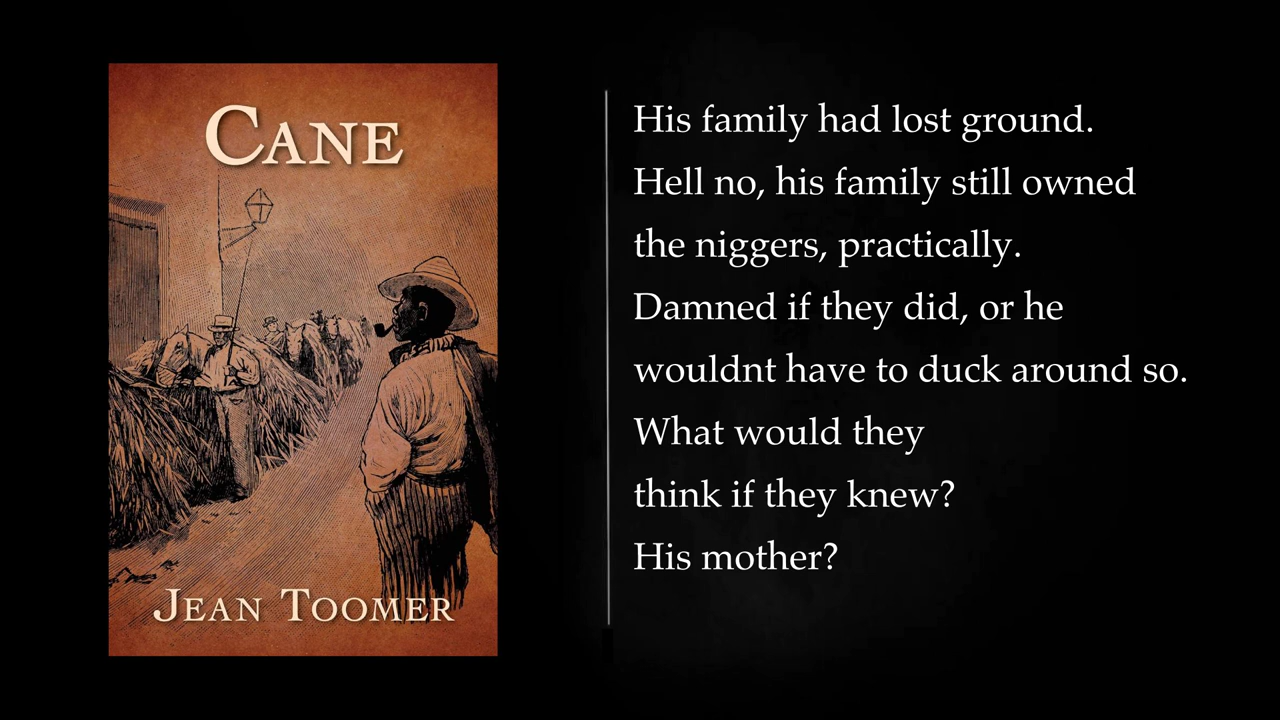 CANE
JEAN TOOMER
His family had lost ground.
Hell no, his family still owned
the niggers, practically.
Damned if they did, or he
wouldnt have to duck around so.
What would they
think if they knew?
His mother?